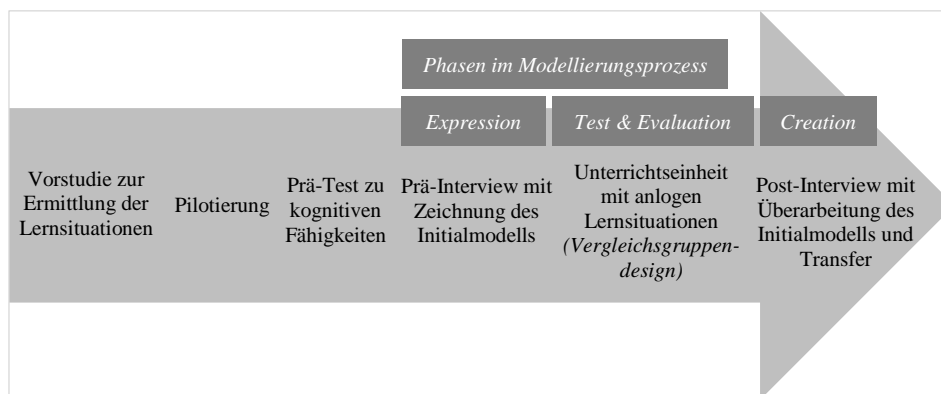 Phasen im Modellierungsprozess
Expression
Test & Evaluation
Creation
Vorstudie zur
Ermittlung der
Lernsituationen
Pilotierung
Prä-Test zu
kognitiven
Fähigkeiten
Prä-Interview mit
Zeichnung des
Initialmodells
Unterrichtseinheit
mit anlogen
Lernsituationen
(Vergleichsgruppen-
design)
Post-Interview mit
Überarbeitung des
Initialmodells und
Transfer